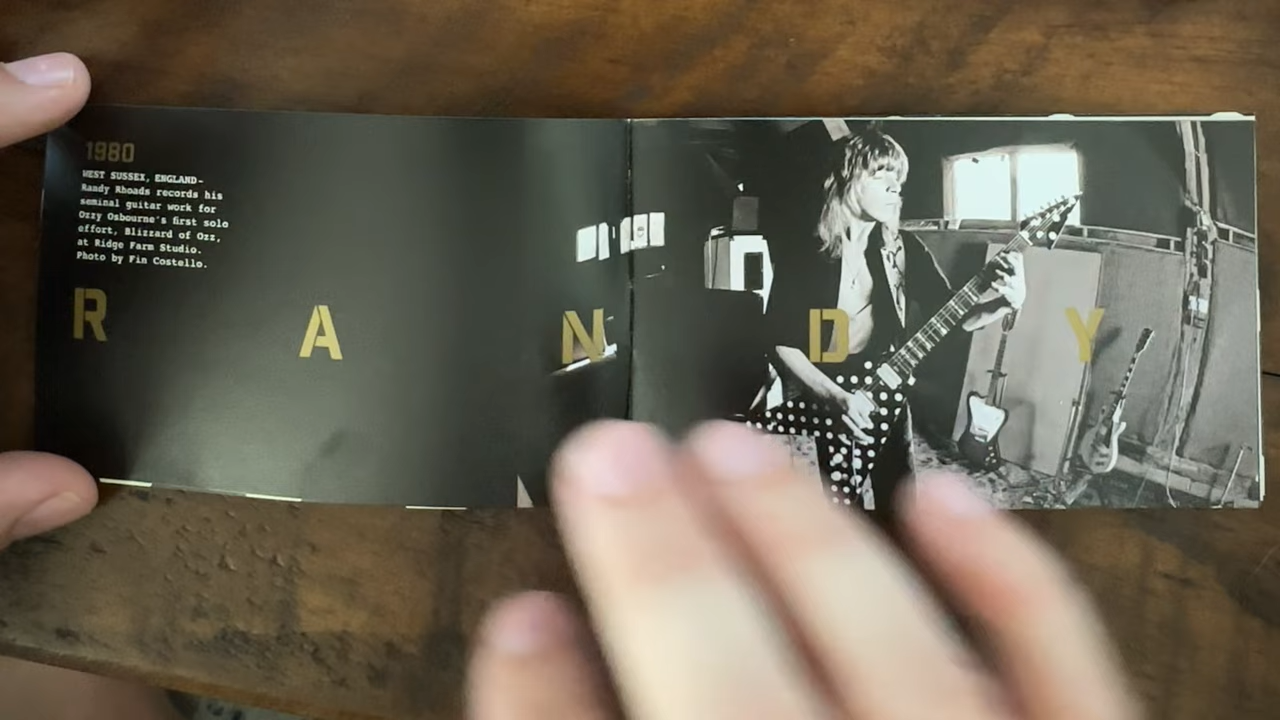 1980
WEST SUSSEX, ENGLAND-
Randy Rhoads records his
seminal guitar work for
Ozzy Osbourne's first solo
effort, Blizzard of Oz,
at Ridge Farm Studio.
Photo by Fin Costello.
R A N D Y